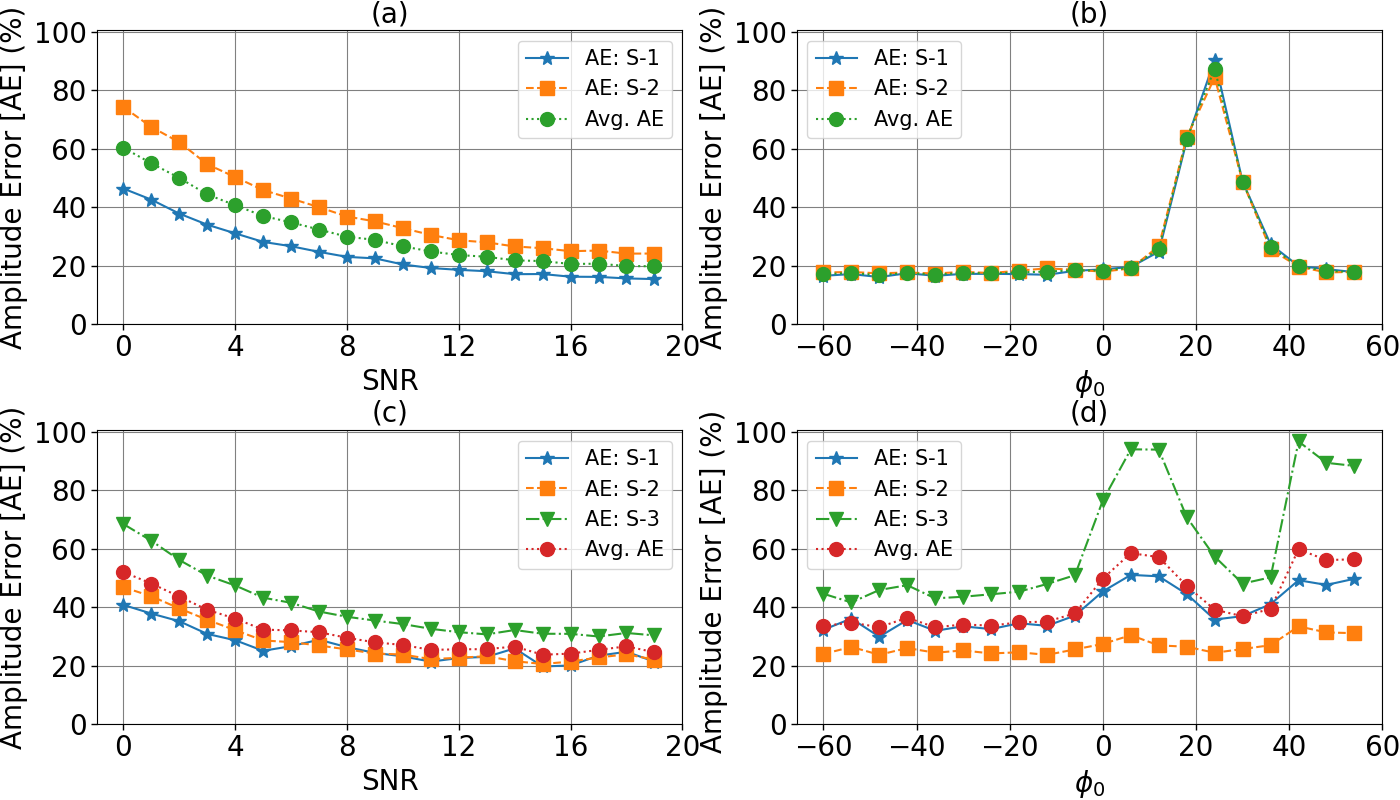 (a)
Amplitude Error [AE] (%)
100
80
60
40
20
0
0 4 8 12 16 20
SNR
AE: S-1
AE: S-2
Avg. AE
(b)
Amplitude Error [AE] (%)
100
80
60
40
20
0
−60 −40 −20 0 20 40 60
ϕ0
AE: S-1
AE: S-2
Avg. AE
(c)
Amplitude Error [AE] (%)
100
80
60
40
20
0
0 4 8 12 16 20
SNR
AE: S-1
AE: S-2
AE: S-3
Avg. AE
(d)
Amplitude Error [AE] (%)
100
80
60
40
20
0
−60 −40 −20 0 20 40 60
ϕ0
AE: S-1
AE: S-2
AE: S-3
Avg. AE